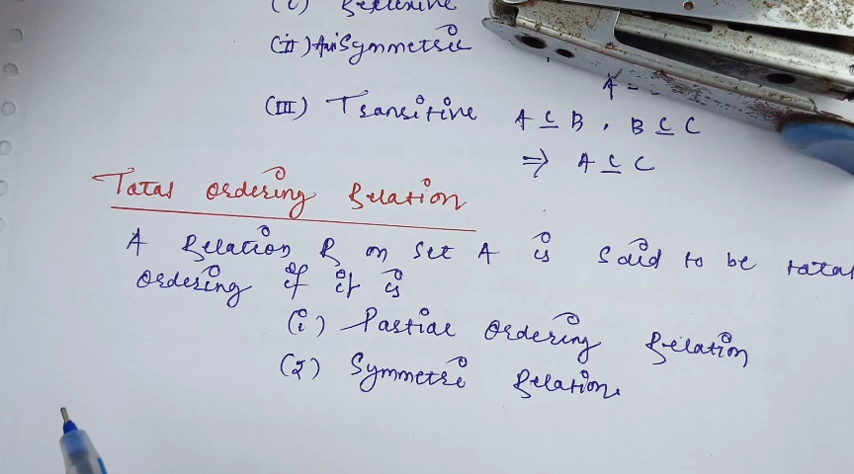 (i) Reflexive
(ii) AntiSymmetric
(III) Transitive A ⊆ B, B ⊆ C
⇒ A ⊆ C
Total ordering Relation
A Relation R on set A is said to be total
ordering if it is
(i) Partial ordering Relation
(2) Symmetric Relation